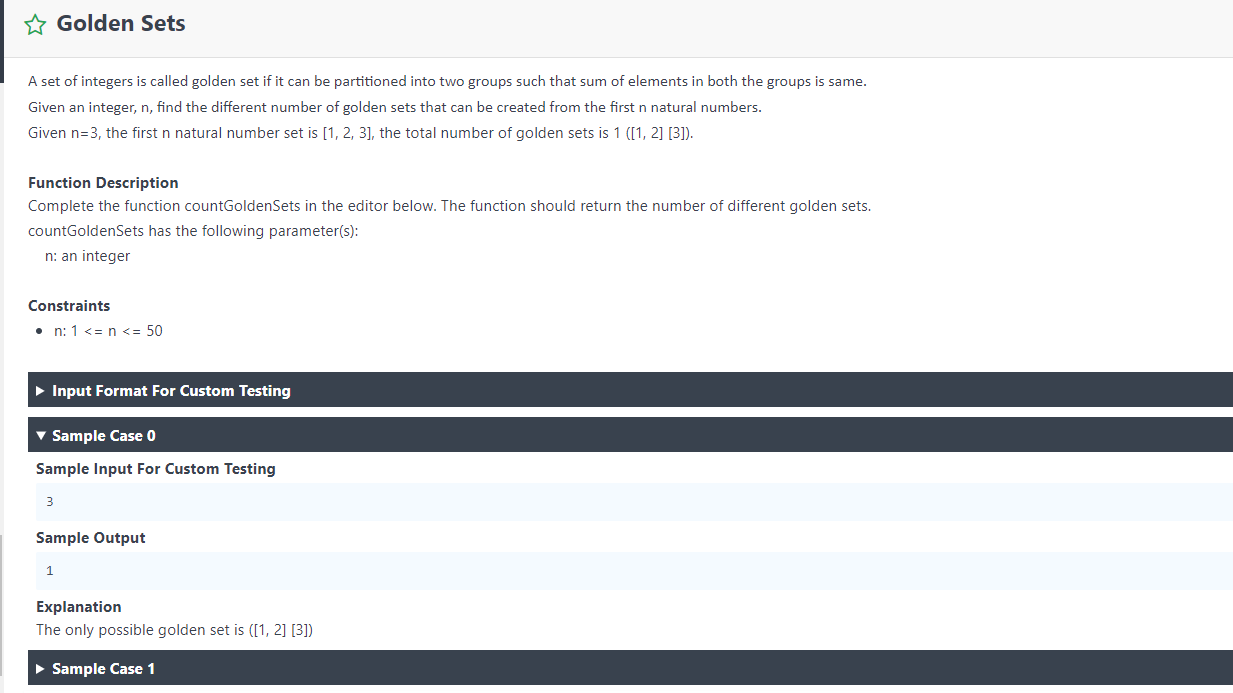 Golden Sets
A set of integers is called golden set if it can be partitioned into two groups such that sum of elements in both the groups is same.
Given an integer, n, find the different number of golden sets that can be created from the first n natural numbers.
Given n=3, the first n natural number set is [1, 2, 3], the total number of golden sets is 1 ([1, 2] [3]).
Function Description
Complete the function countGoldenSets in the editor below. The function should return the number of different golden sets.
countGoldenSets has the following parameter(s):
n: an integer
Constraints
• n: 1 <= n <= 50
▶ Input Format For Custom Testing
▼ Sample Case 0
Sample Input For Custom Testing
3
Sample Output
1
Explanation
The only possible golden set is ([1, 2] [3])
▶ Sample Case 1